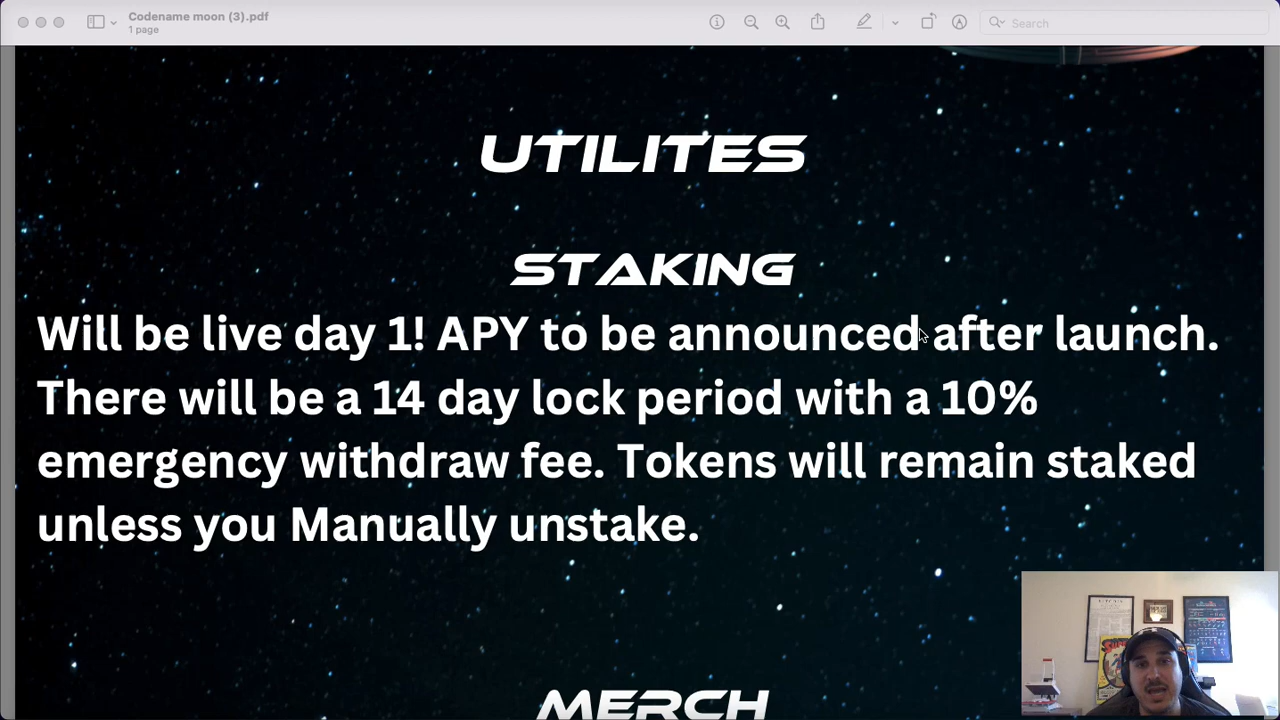 Codename moon (3).pdf
1 page
Search
UTILITES
STAKING
Will be live day 1! APY to be announced after launch.
There will be a 14 day lock period with a 10%
emergency withdraw fee. Tokens will remain staked
unless you Manually unstake.
MERCH